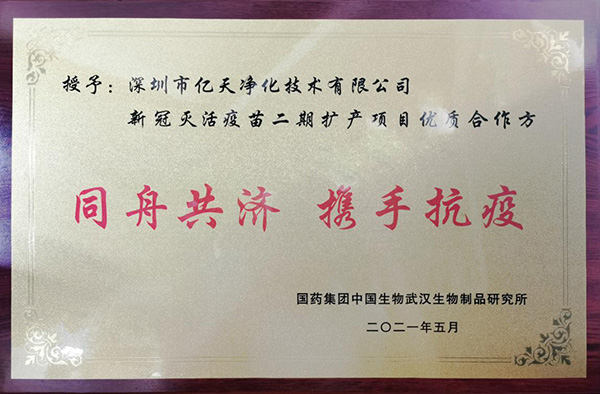 授予：深圳市亿天净化技术有限公司
新冠灭活疫苗二期扩产项目优质合作方
同舟共济 携手抗疫
国药集团中国生物武汉生物制品研究所
二〇二一年五月